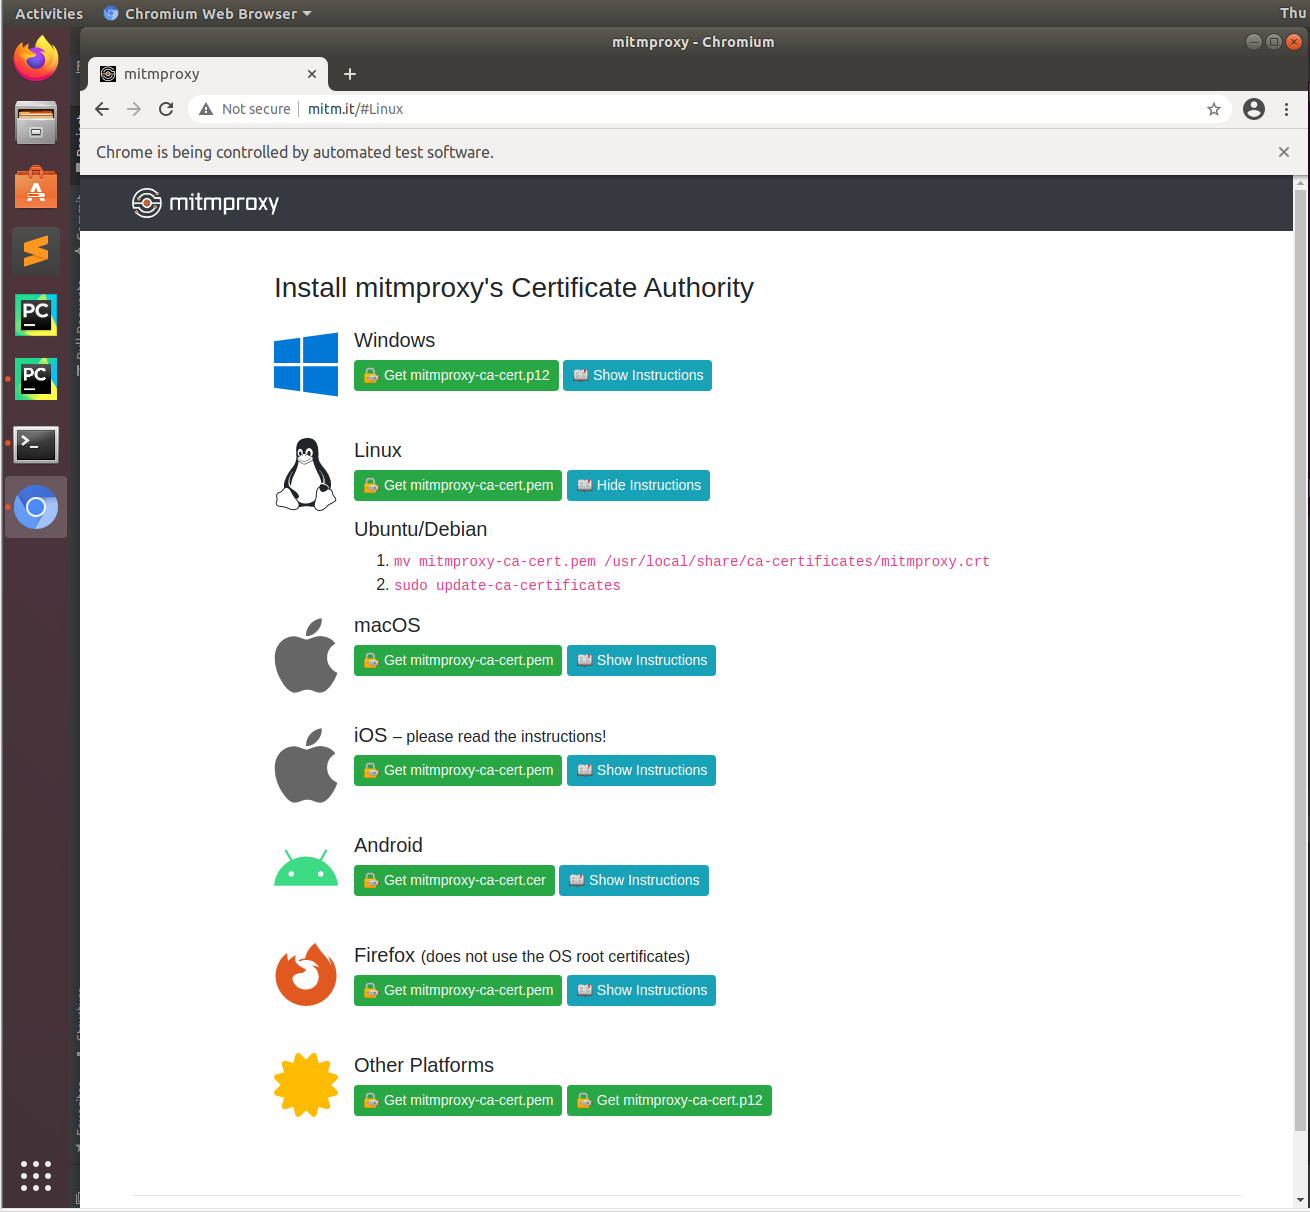 Activities
Chromium Web Browser
Thu
mitmproxy - Chromium
mitmproxy
Not secure
mitm.it/#Linux
Chrome is being controlled by automated test software.
mitmproxy
Install mitmproxy's Certificate Authority
Windows
Get mitmproxy-ca-cert.p12
Show Instructions
Linux
Get mitmproxy-ca-cert.pem
Hide Instructions
Ubuntu/Debian
1. mv mitmproxy-ca-cert.pem /usr/local/share/ca-certificates/mitmproxy.crt
2. sudo update-ca-certificates
macOS
Get mitmproxy-ca-cert.pem
Show Instructions
iOS – please read the instructions!
Get mitmproxy-ca-cert.pem
Show Instructions
Android
Get mitmproxy-ca-cert.cer
Show Instructions
Firefox (does not use the OS root certificates)
Get mitmproxy-ca-cert.pem
Show Instructions
Other Platforms
Get mitmproxy-ca-cert.pem
Get mitmproxy-ca-cert.p12
PC
PC